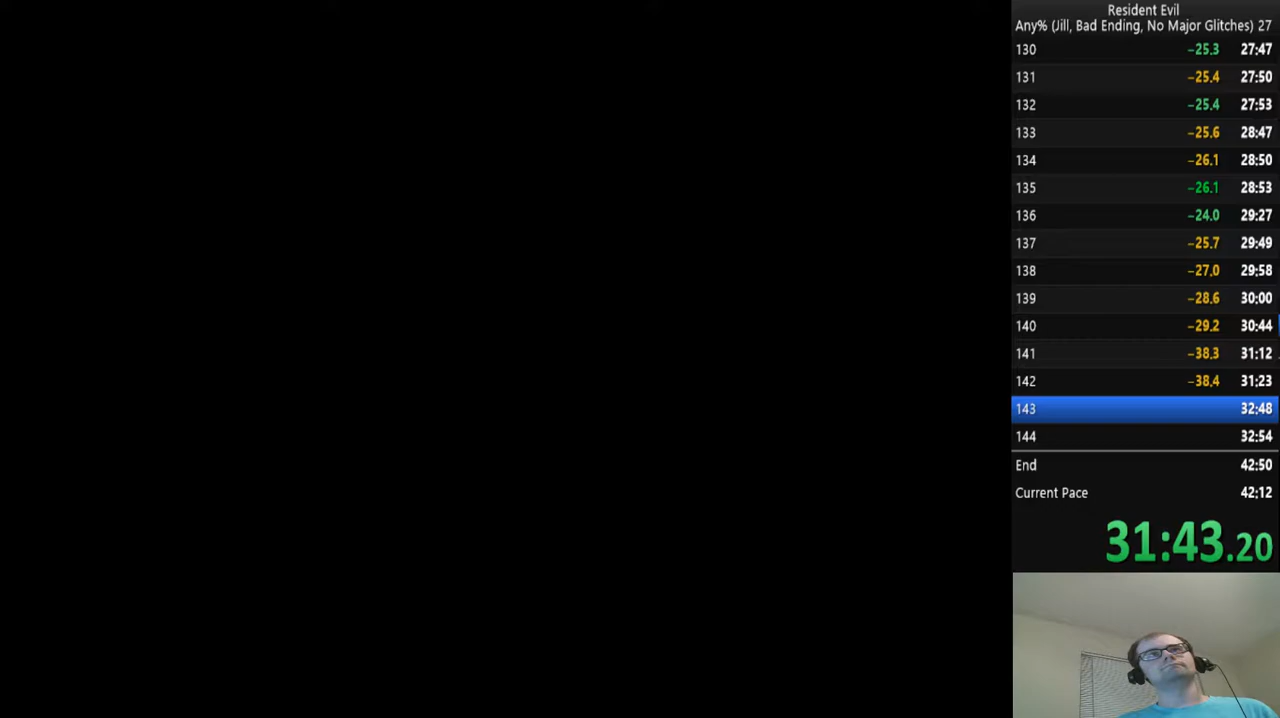 Resident Evil
Any% (Jill, Bad Ending, No Major Glitches) 27
130 -25.3 27:47
131 -25.4 27:50
132 -25.4 27:53
133 -25.6 28:47
134 -26.1 28:50
135 -26.1 28:53
136 -24.0 29:27
137 -25.7 29:49
138 -27.0 29:58
139 -28.6 30:00
140 -29.2 30:44
141 -38.3 31:12
142 -38.4 31:23
143 32:48
144 32:54
End 42:50
Current Pace 42:12
31:43.20